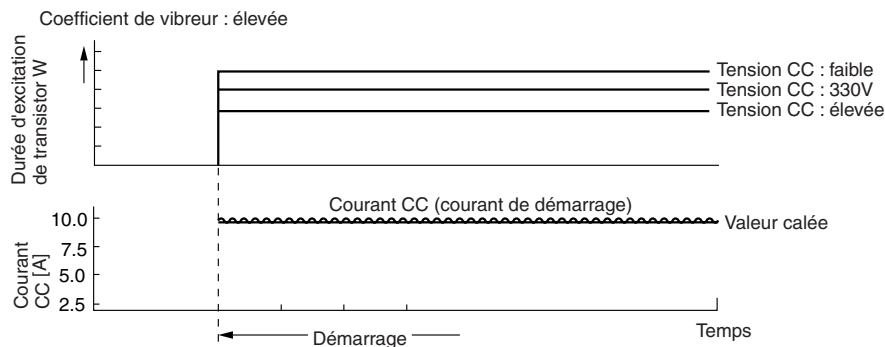 Coefficient de vibreur : élevée
Durée d'excitation
de transistor W
Tension CC : faible
Tension CC : 330V
Tension CC : élevée
Courant CC (courant de démarrage)
Valeur calée
Courant
CC [A]
10.0
7.5
5.0
2.5
Démarrage
Temps